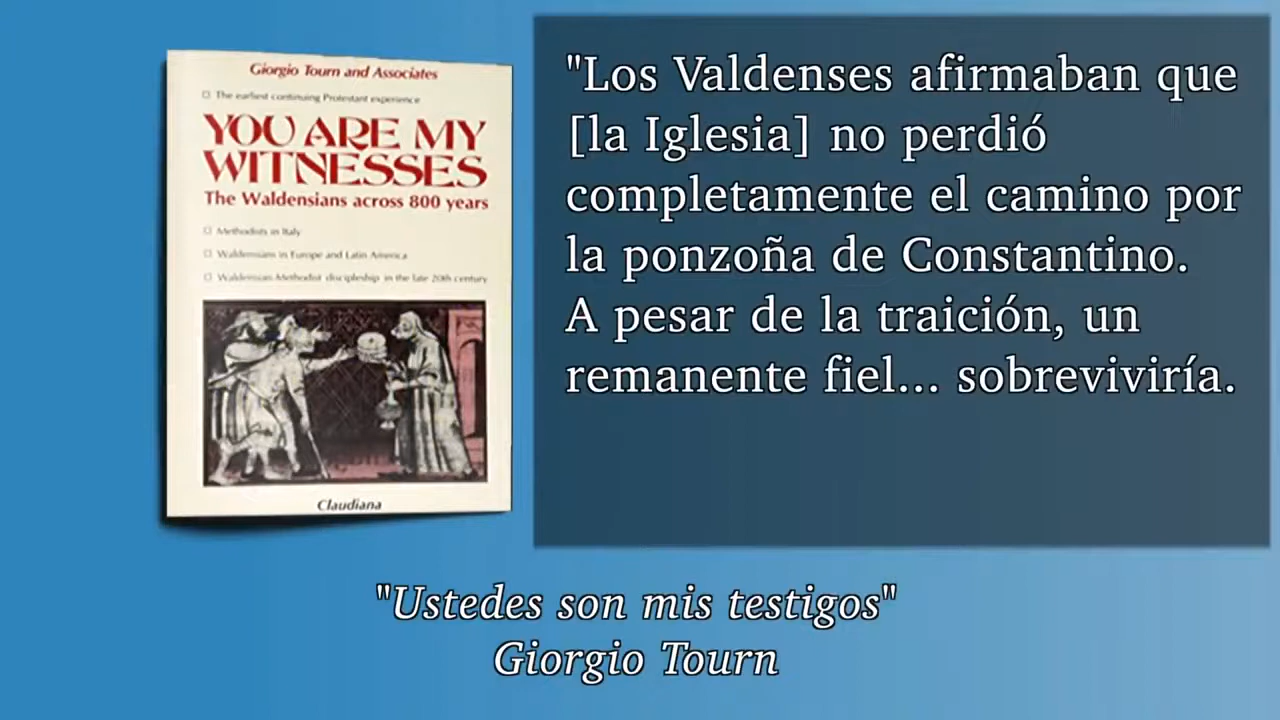 Giorgio Tourn and Associates
The earliest continuing Protestant experience
YOU ARE MY
WITNESSES
The Waldensians across 800 years
Methodists in Italy
Waldensians in Europe and Latin America
Waldensian-Methodist discipleship in the late 20th century
Claudiana
"Los Valdenses afirmaban que
[la Iglesia] no perdió
completamente el camino por
la ponzoña de Constantino.
A pesar de la traición, un
remanente fiel... sobreviviría.
"Ustedes son mis testigos"
Giorgio Tourn